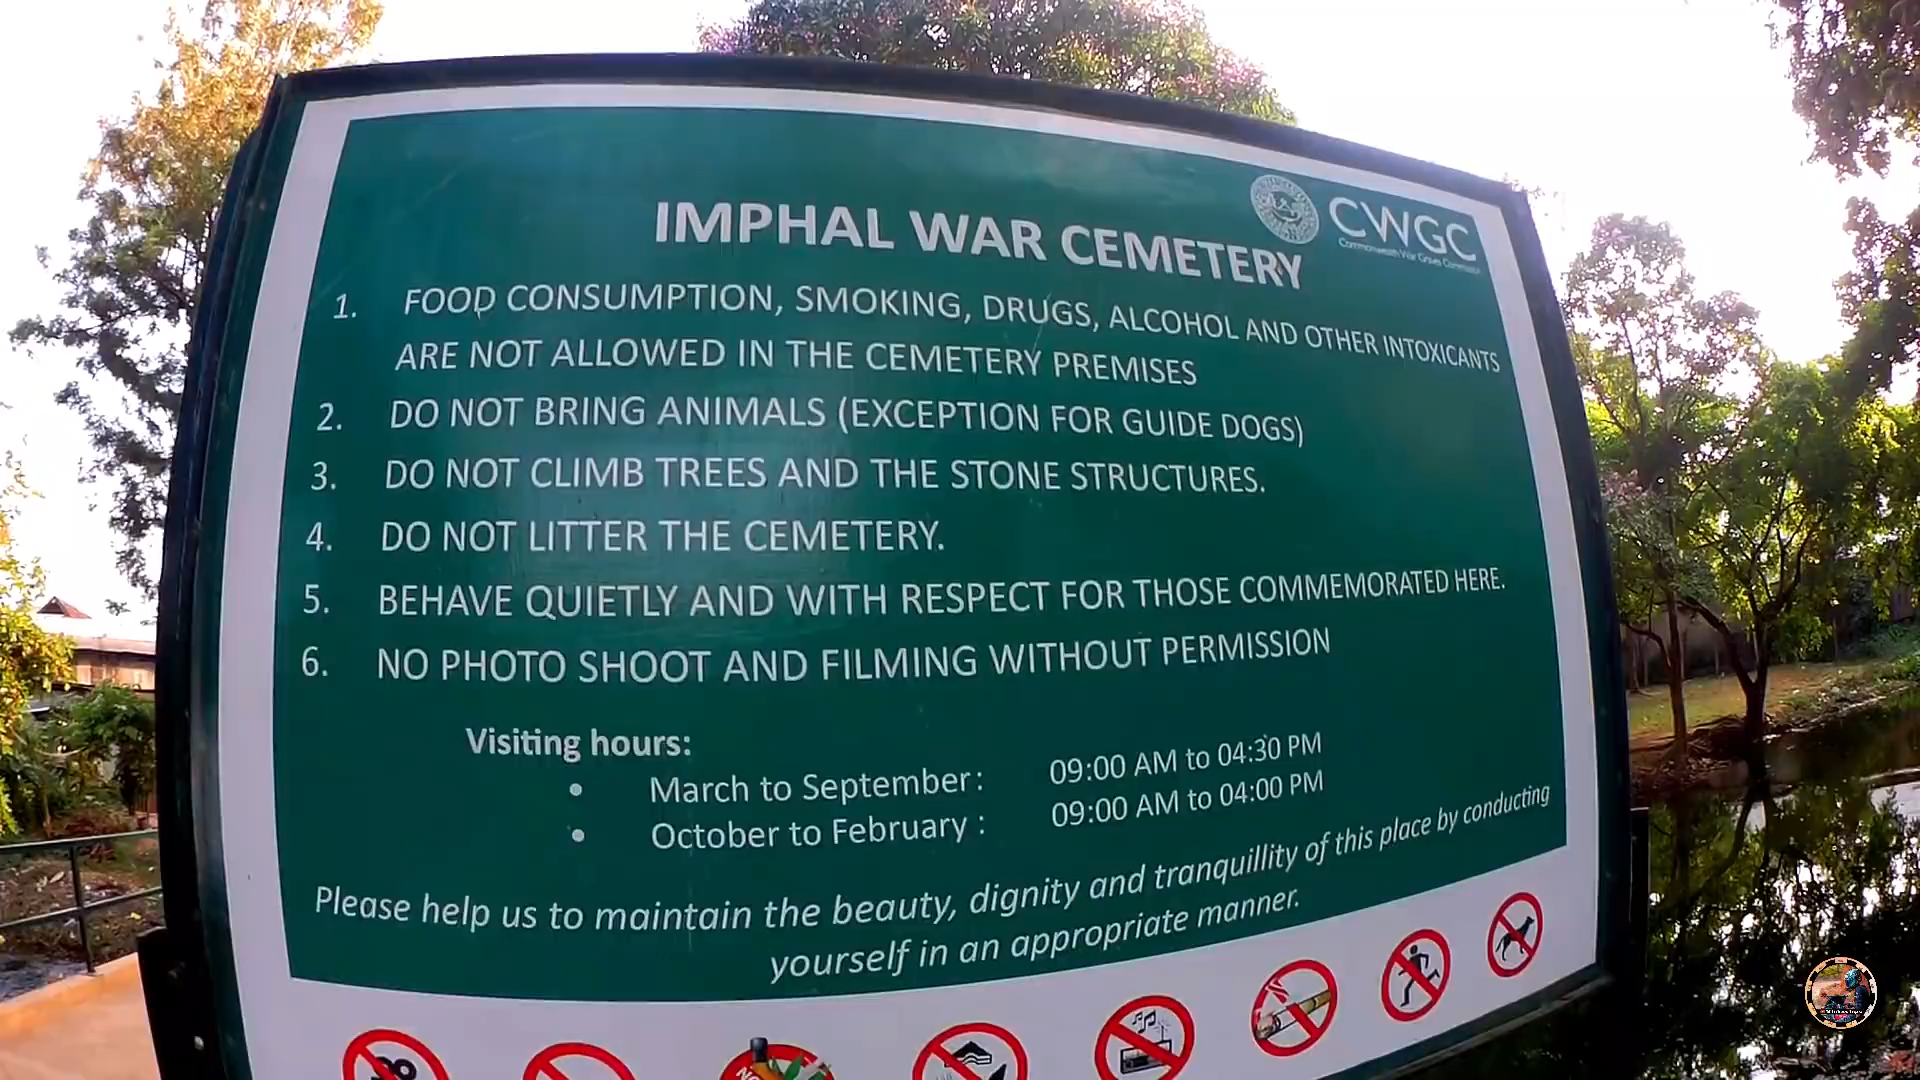 CWGC
Commonwealth War Graves Commission
IMPHAL WAR CEMETERY
1. FOOD CONSUMPTION, SMOKING, DRUGS, ALCOHOL AND OTHER INTOXICANTS
ARE NOT ALLOWED IN THE CEMETERY PREMISES
2. DO NOT BRING ANIMALS (EXCEPTION FOR GUIDE DOGS)
3. DO NOT CLIMB TREES AND THE STONE STRUCTURES.
4. DO NOT LITTER THE CEMETERY.
5. BEHAVE QUIETLY AND WITH RESPECT FOR THOSE COMMEMORATED HERE.
6. NO PHOTO SHOOT AND FILMING WITHOUT PERMISSION
Visiting hours:
• March to September: 09:00 AM to 04:30 PM
• October to February : 09:00 AM to 04:00 PM
Please help us to maintain the beauty, dignity and tranquillity of this place by conducting
yourself in an appropriate manner.